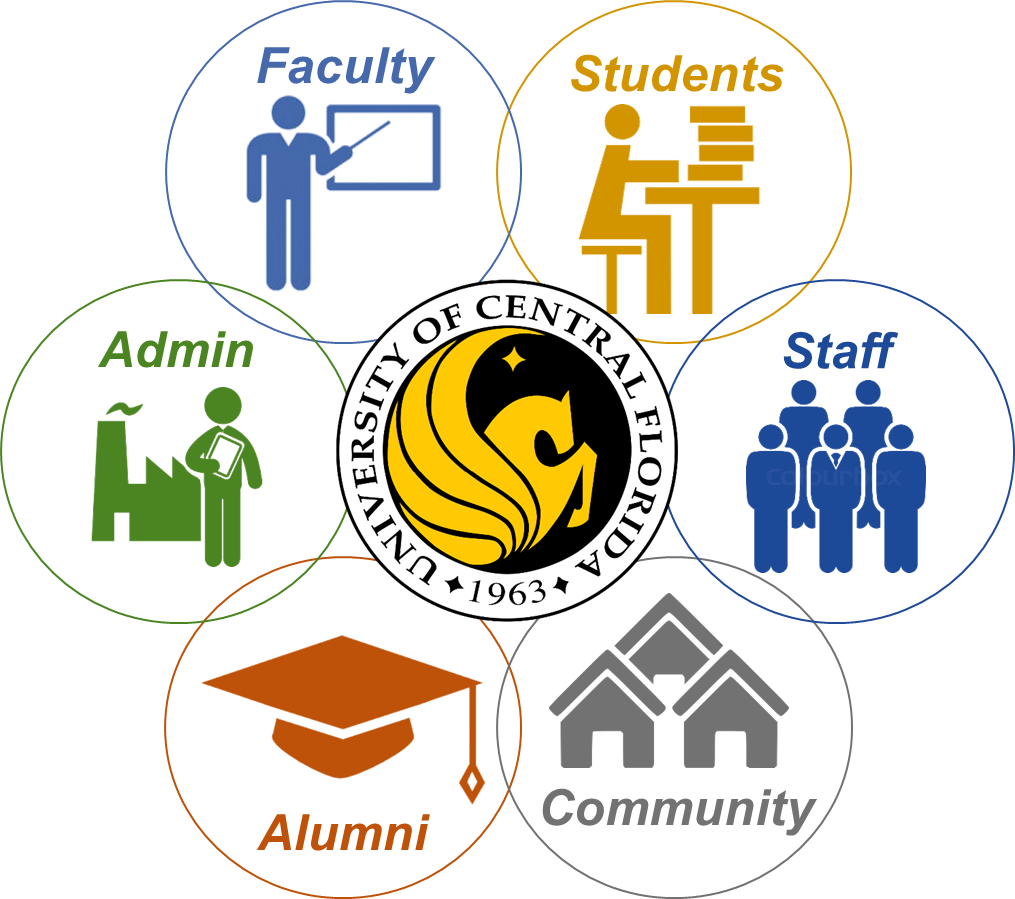 Faculty
Students
Admin
Staff
UNIVERSITY OF CENTRAL FLORIDA
1963
Alumni
Community